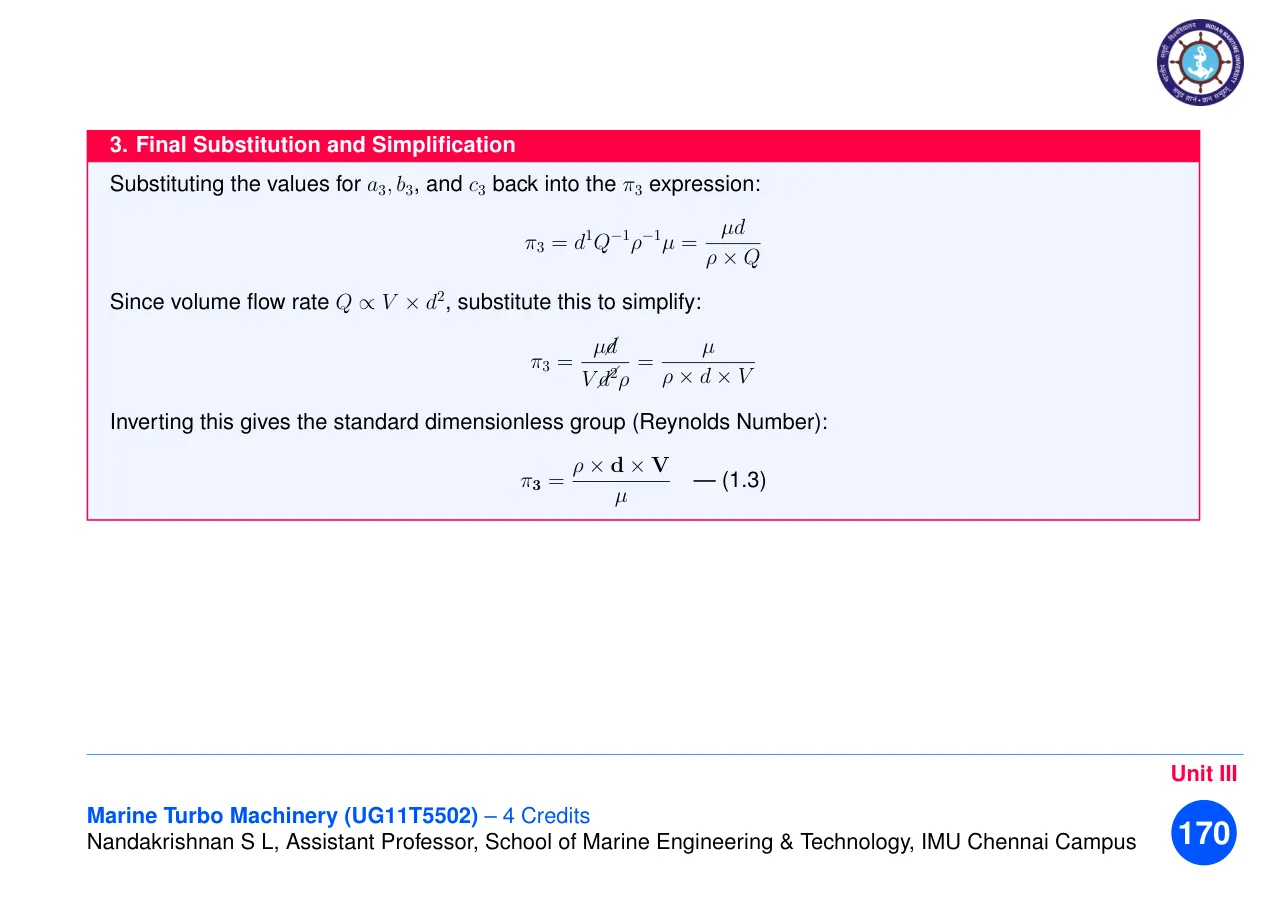 INDIAN MARITIME UNIVERSITY
3. Final Substitution and Simplification
Substituting the values for a₃, b₃, and c₃ back into the π₃ expression:
π₃ = d¹Q⁻¹ρ⁻¹μ = μd / (ρ × Q)
Since volume flow rate Q ∝ V × d², substitute this to simplify:
π₃ = μd / (Vd²ρ) = μ / (ρ × d × V)
Inverting this gives the standard dimensionless group (Reynolds Number):
π₃ = (ρ × d × V) / μ — (1.3)
Unit III
Marine Turbo Machinery (UG11T5502) – 4 Credits
Nandakrishnan S L, Assistant Professor, School of Marine Engineering & Technology, IMU Chennai Campus
170